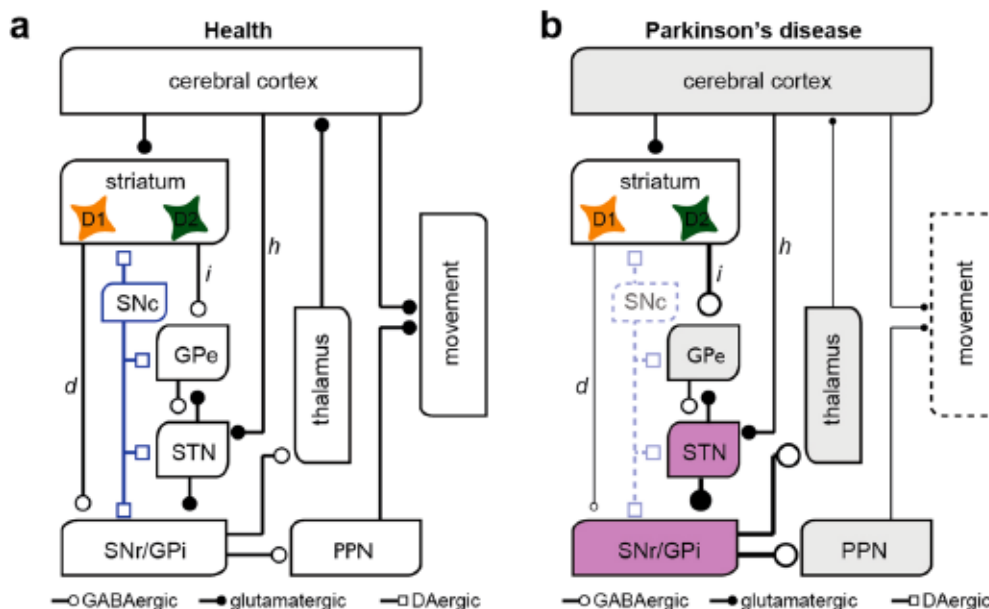 a
Health
cerebral cortex
striatum
D1
D2
h
i
SNc
GPe
d
thalamus
movement
STN
SNr/GPi
PPN
GABAergic
glutamatergic
DAergic
b
Parkinson's disease
cerebral cortex
striatum
D1
D2
h
i
SNc
GPe
d
thalamus
movement
STN
SNr/GPi
PPN
GABAergic
glutamatergic
DAergic